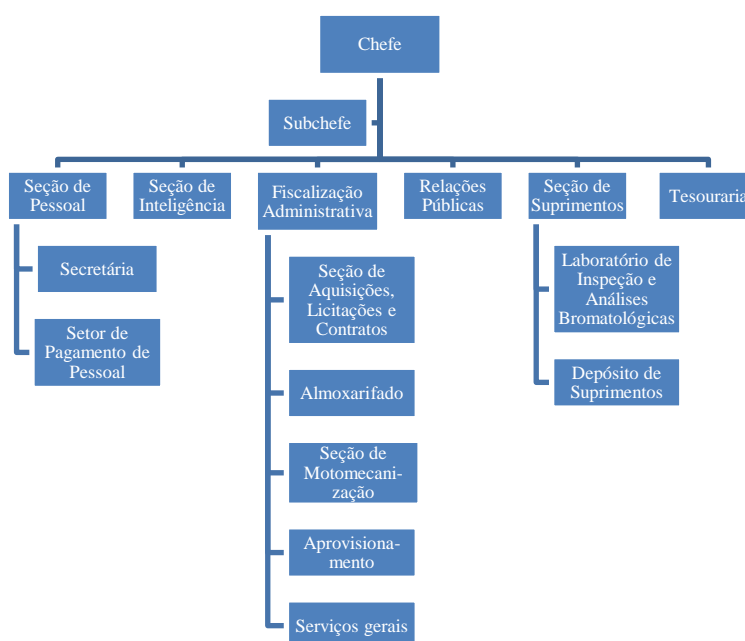 Chefe
Subchefe
Seção de
Pessoal
Seção de
Inteligência
Fiscalização
Administrativa
Relações
Públicas
Seção de
Suprimentos
Tesouraria
Secretária
Setor de
Pagamento de
Pessoal
Seção de
Aquisições,
Licitações e
Contratos
Almoxarifado
Seção de
Motomecani-
zação
Aprovisiona-
mento
Serviços gerais
Laboratório de
Inspeção e
Análises
Bromatológicas
Depósito de
Suprimentos